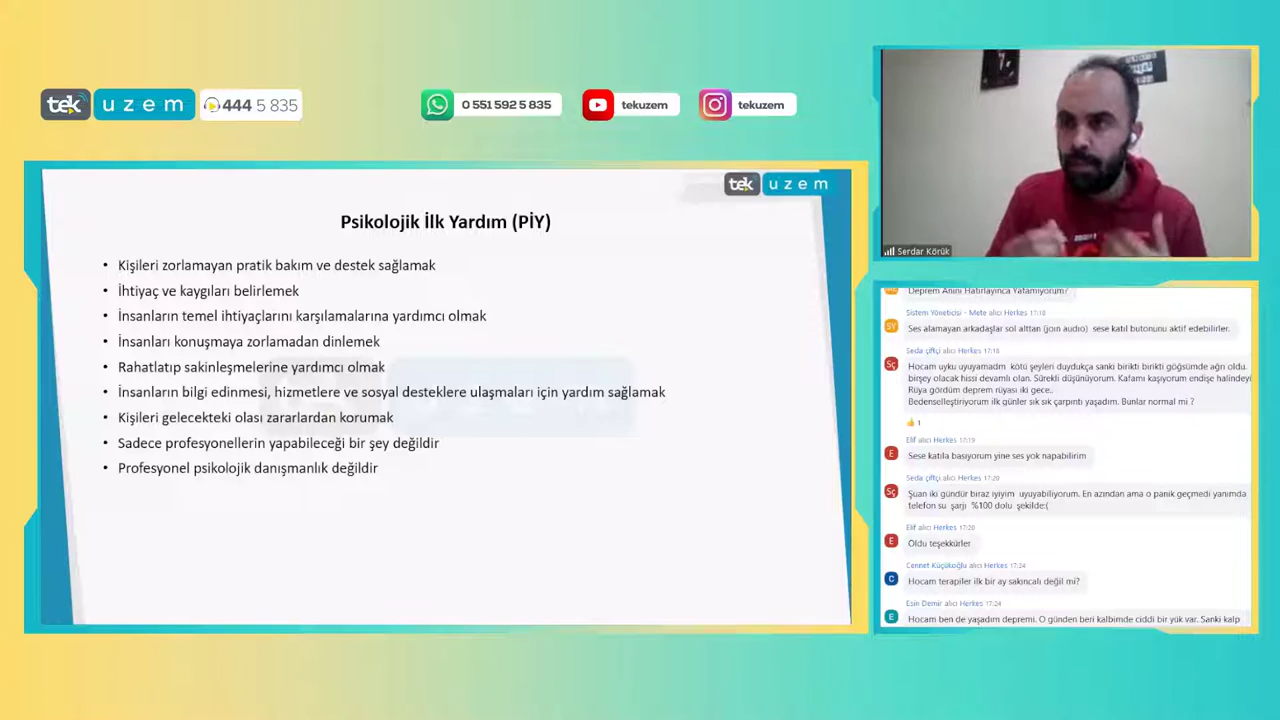 tek uzem 444 5 835
0 551 592 5 835
tekuzem
tekuzem
tek uzem
Psikolojik İlk Yardım (PİY)
• Kişileri zorlamayan pratik bakım ve destek sağlamak
• İhtiyaç ve kaygıları belirlemek
• İnsanların temel ihtiyaçlarını karşılamalarına yardımcı olmak
• İnsanları konuşmaya zorlamadan dinlemek
• Rahatlatıp sakinleşmelerine yardımcı olmak
• İnsanların bilgi edinmesi, hizmetlere ve sosyal desteklere ulaşmaları için yardım sağlamak
• Kişileri gelecekteki olası zararlardan korumak
• Sadece profesyonellerin yapabileceği bir şey değildir
• Profesyonel psikolojik danışmanlık değildir
Serdar Körük
Deprem Anını Hatırlayınca Yatamıyorum?
Sistem Yöneticisi - Mete alıcı Herkes 17:18
SY
Ses alamayan arkadaşlar sol alttan (join audio) sese katıl butonunu aktif edebilirler.
Seda çiftçi alıcı Herkes 17:18
Sç
Hocam uyku uyuyamadım kötü şeyleri duydukça sanki birikti birikti göğsümde ağrı oldu.
birşey olacak hissi devamlı olan. Sürekli düşünüyorum. Kafamı kaşıyorum endişe halindeyi
Rüya gördüm deprem rüyası iki gece..
Bedenselleştiriyorum ilk günler sık sık çarpıntı yaşadım. Bunlar normal mi ?
👍 1
Elif alıcı Herkes 17:19
E
Sese katıla basıyorum yine ses yok napabilirim
Seda çiftçi alıcı Herkes 17:20
Sç
Şuan iki gündür biraz iyiyim uyuyabiliyorum. En azından ama o panik geçmedi yanımda
telefon su şarjı %100 dolu şekilde:(
Elif alıcı Herkes 17:20
E
Oldu teşekkürler
Cennet Küçükoğlu alıcı Herkes 17:24
C
Hocam terapiler ilk bir ay sakıncalı değil mi?
Esin Demir alıcı Herkes 17:24
E
Hocam ben de yaşadım depremi. O günden beri kalbimde ciddi bir yük var. Sanki kalp